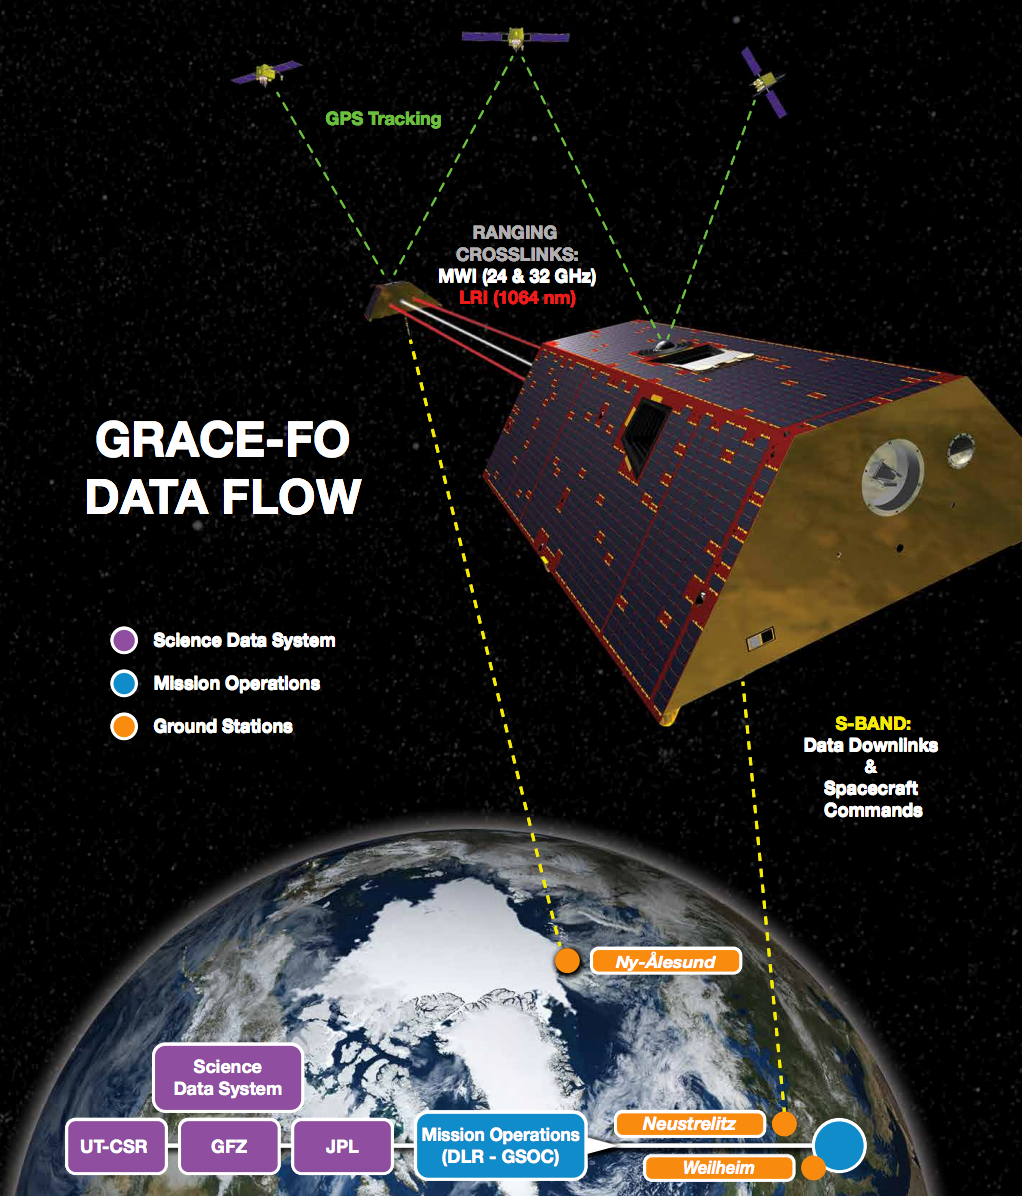 GPS Tracking
RANGING
CROSSLINKS:
MWI (24 & 32 GHz)
LRI (1064 nm)
GRACE-FO
DATA FLOW
Science Data System
Mission Operations
Ground Stations
S-BAND:
Data Downlinks
&
Spacecraft
Commands
Ny-Ålesund
Science
Data System
UT-CSR
GFZ
JPL
Mission Operations
(DLR - GSOC)
Neustrelitz
Weilheim